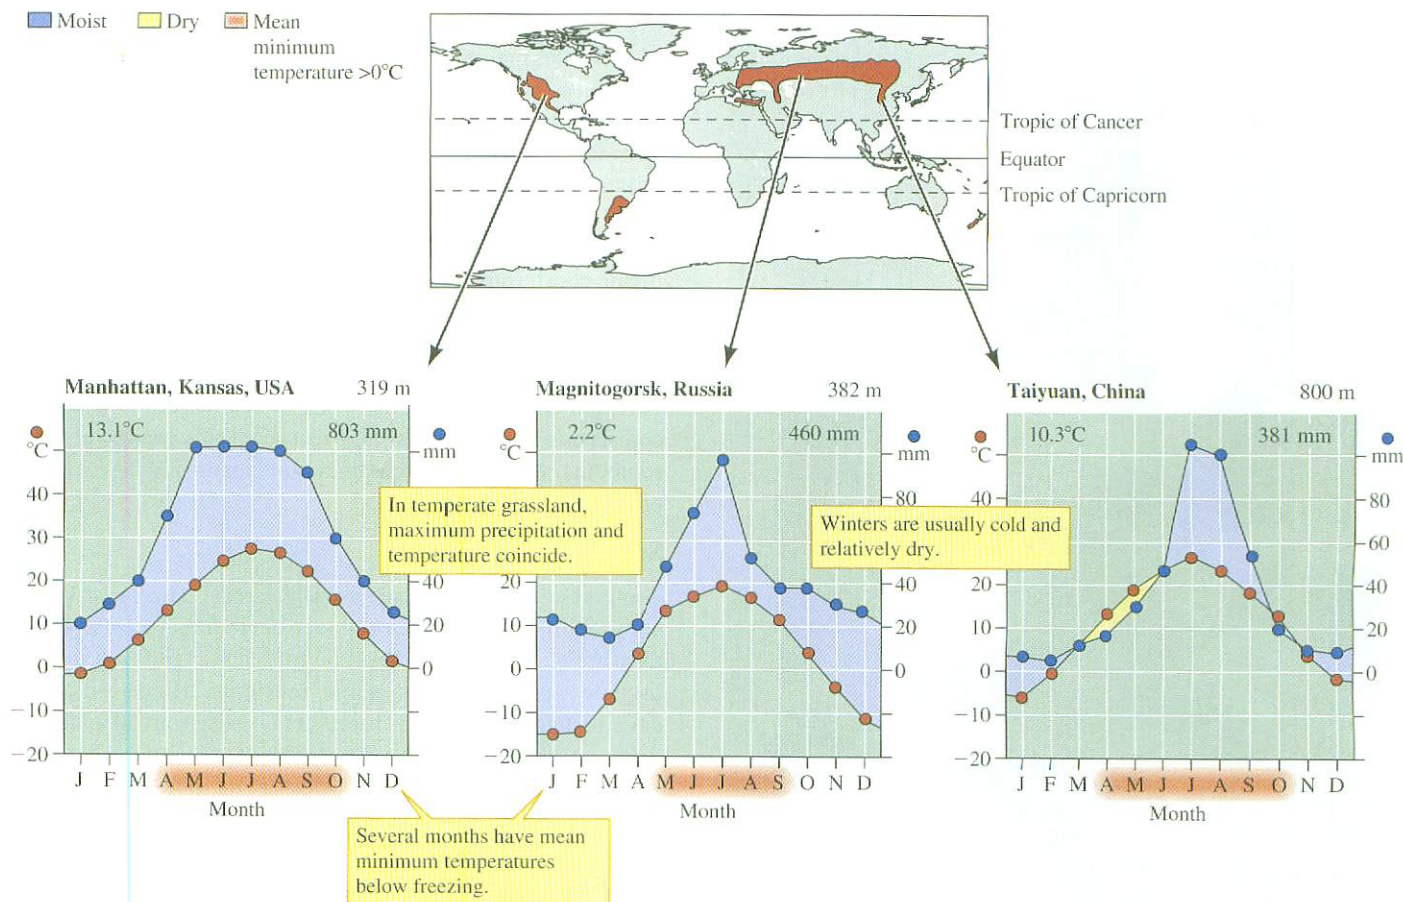 Moist Dry Mean
minimum
temperature >0°C
Tropic of Cancer
Equator
Tropic of Capricorn
Manhattan, Kansas, USA 319 m
13.1°C 803 mm
°C
mm
40
30
20
10
0
−10
−20
40
20
0
J F M A M J J A S O N D
Month
In temperate grassland,
maximum precipitation and
temperature coincide.
Several months have mean
minimum temperatures
below freezing.
Magnitogorsk, Russia 382 m
2.2°C 460 mm
°C
mm
20
10
0
−10
−20
80
40
20
0
J F M A M J J A S O N D
Month
Winters are usually cold and
relatively dry.
Taiyuan, China 800 m
10.3°C 381 mm
°C
mm
40
20
10
0
−10
−20
80
60
40
20
0
J F M A M J J A S O N D
Month